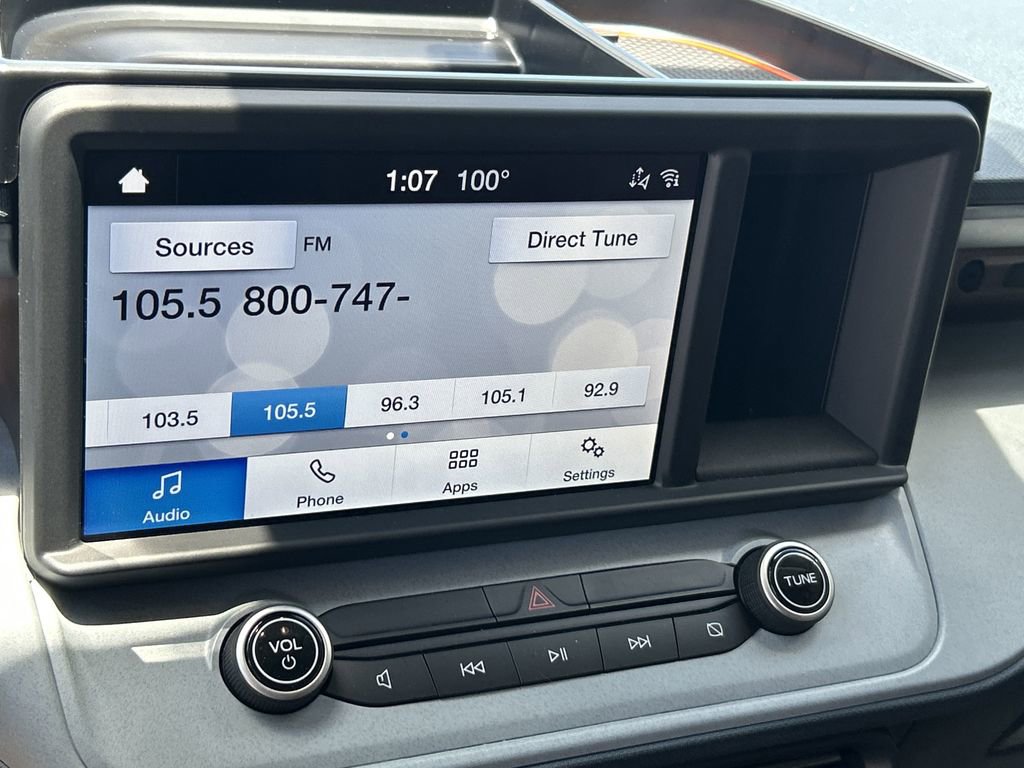 1:07 100°
Sources FM Direct Tune
105.5 800-747-
103.5 105.5 96.3 105.1 92.9
Audio Phone Apps Settings
VOL
TUNE